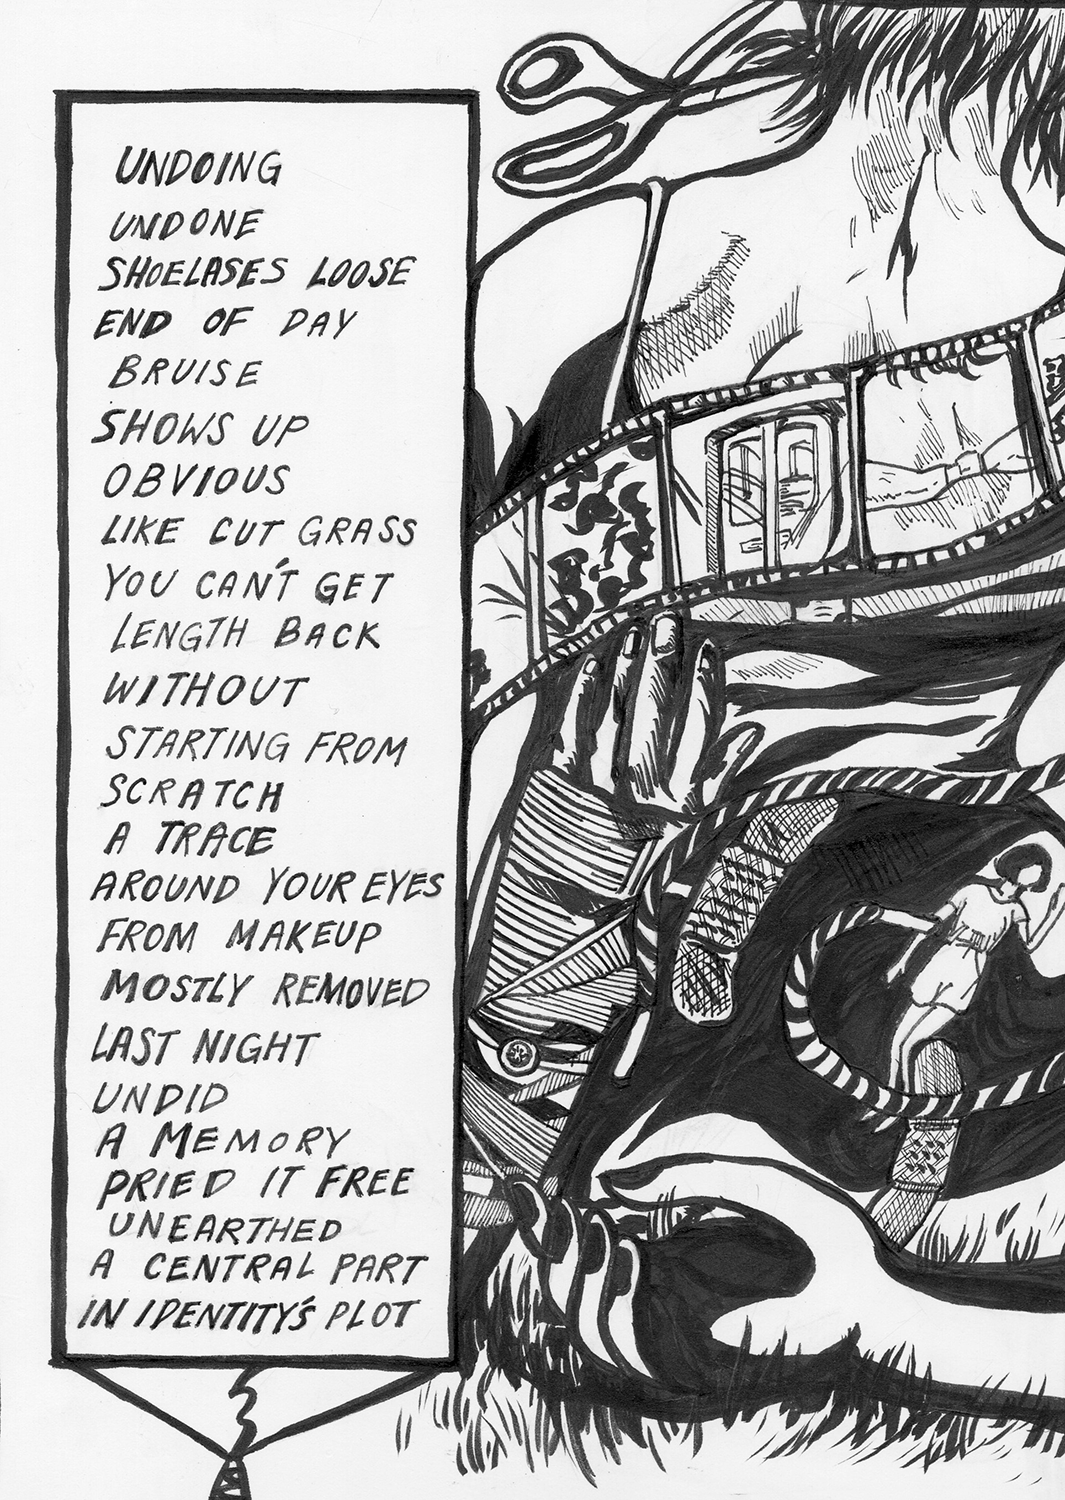 UNDOING
UNDONE
SHOELASES LOOSE
END OF DAY
BRUISE
SHOWS UP
OBVIOUS
LIKE CUT GRASS
YOU CAN'T GET
LENGTH BACK
WITHOUT
STARTING FROM
SCRATCH
A TRACE
AROUND YOUR EYES
FROM MAKEUP
MOSTLY REMOVED
LAST NIGHT
UNDID
A MEMORY
PRIED IT FREE
UNEARTHED
A CENTRAL PART
IN IDENTITY'S PLOT